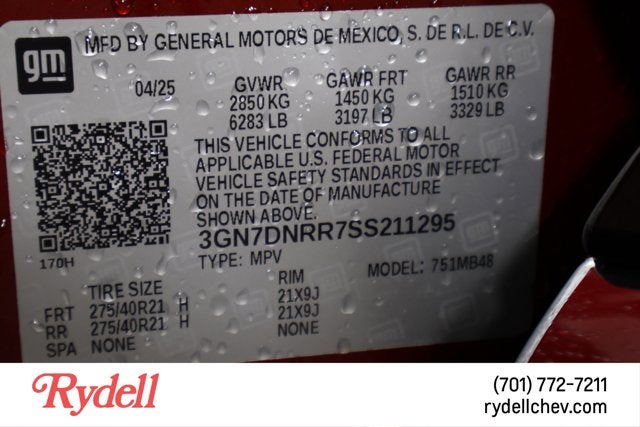 gm
MFD BY GENERAL MOTORS DE MEXICO, S. DE R.L. DE C.V.
04/25 GVWR GAWR FRT GAWR RR
2850 KG 1450 KG 1510 KG
6283 LB 3197 LB 3329 LB
THIS VEHICLE CONFORMS TO ALL
APPLICABLE U.S. FEDERAL MOTOR
VEHICLE SAFETY STANDARDS IN EFFECT
ON THE DATE OF MANUFACTURE
SHOWN ABOVE.
3GN7DNRR7SS211295
170H
TYPE: MPV MODEL: 751MB48
TIRE SIZE RIM
FRT 275/40R21 H 21X9J
RR 275/40R21 H 21X9J
SPA NONE NONE
Rydell
(701) 772-7211
rydellchev.com